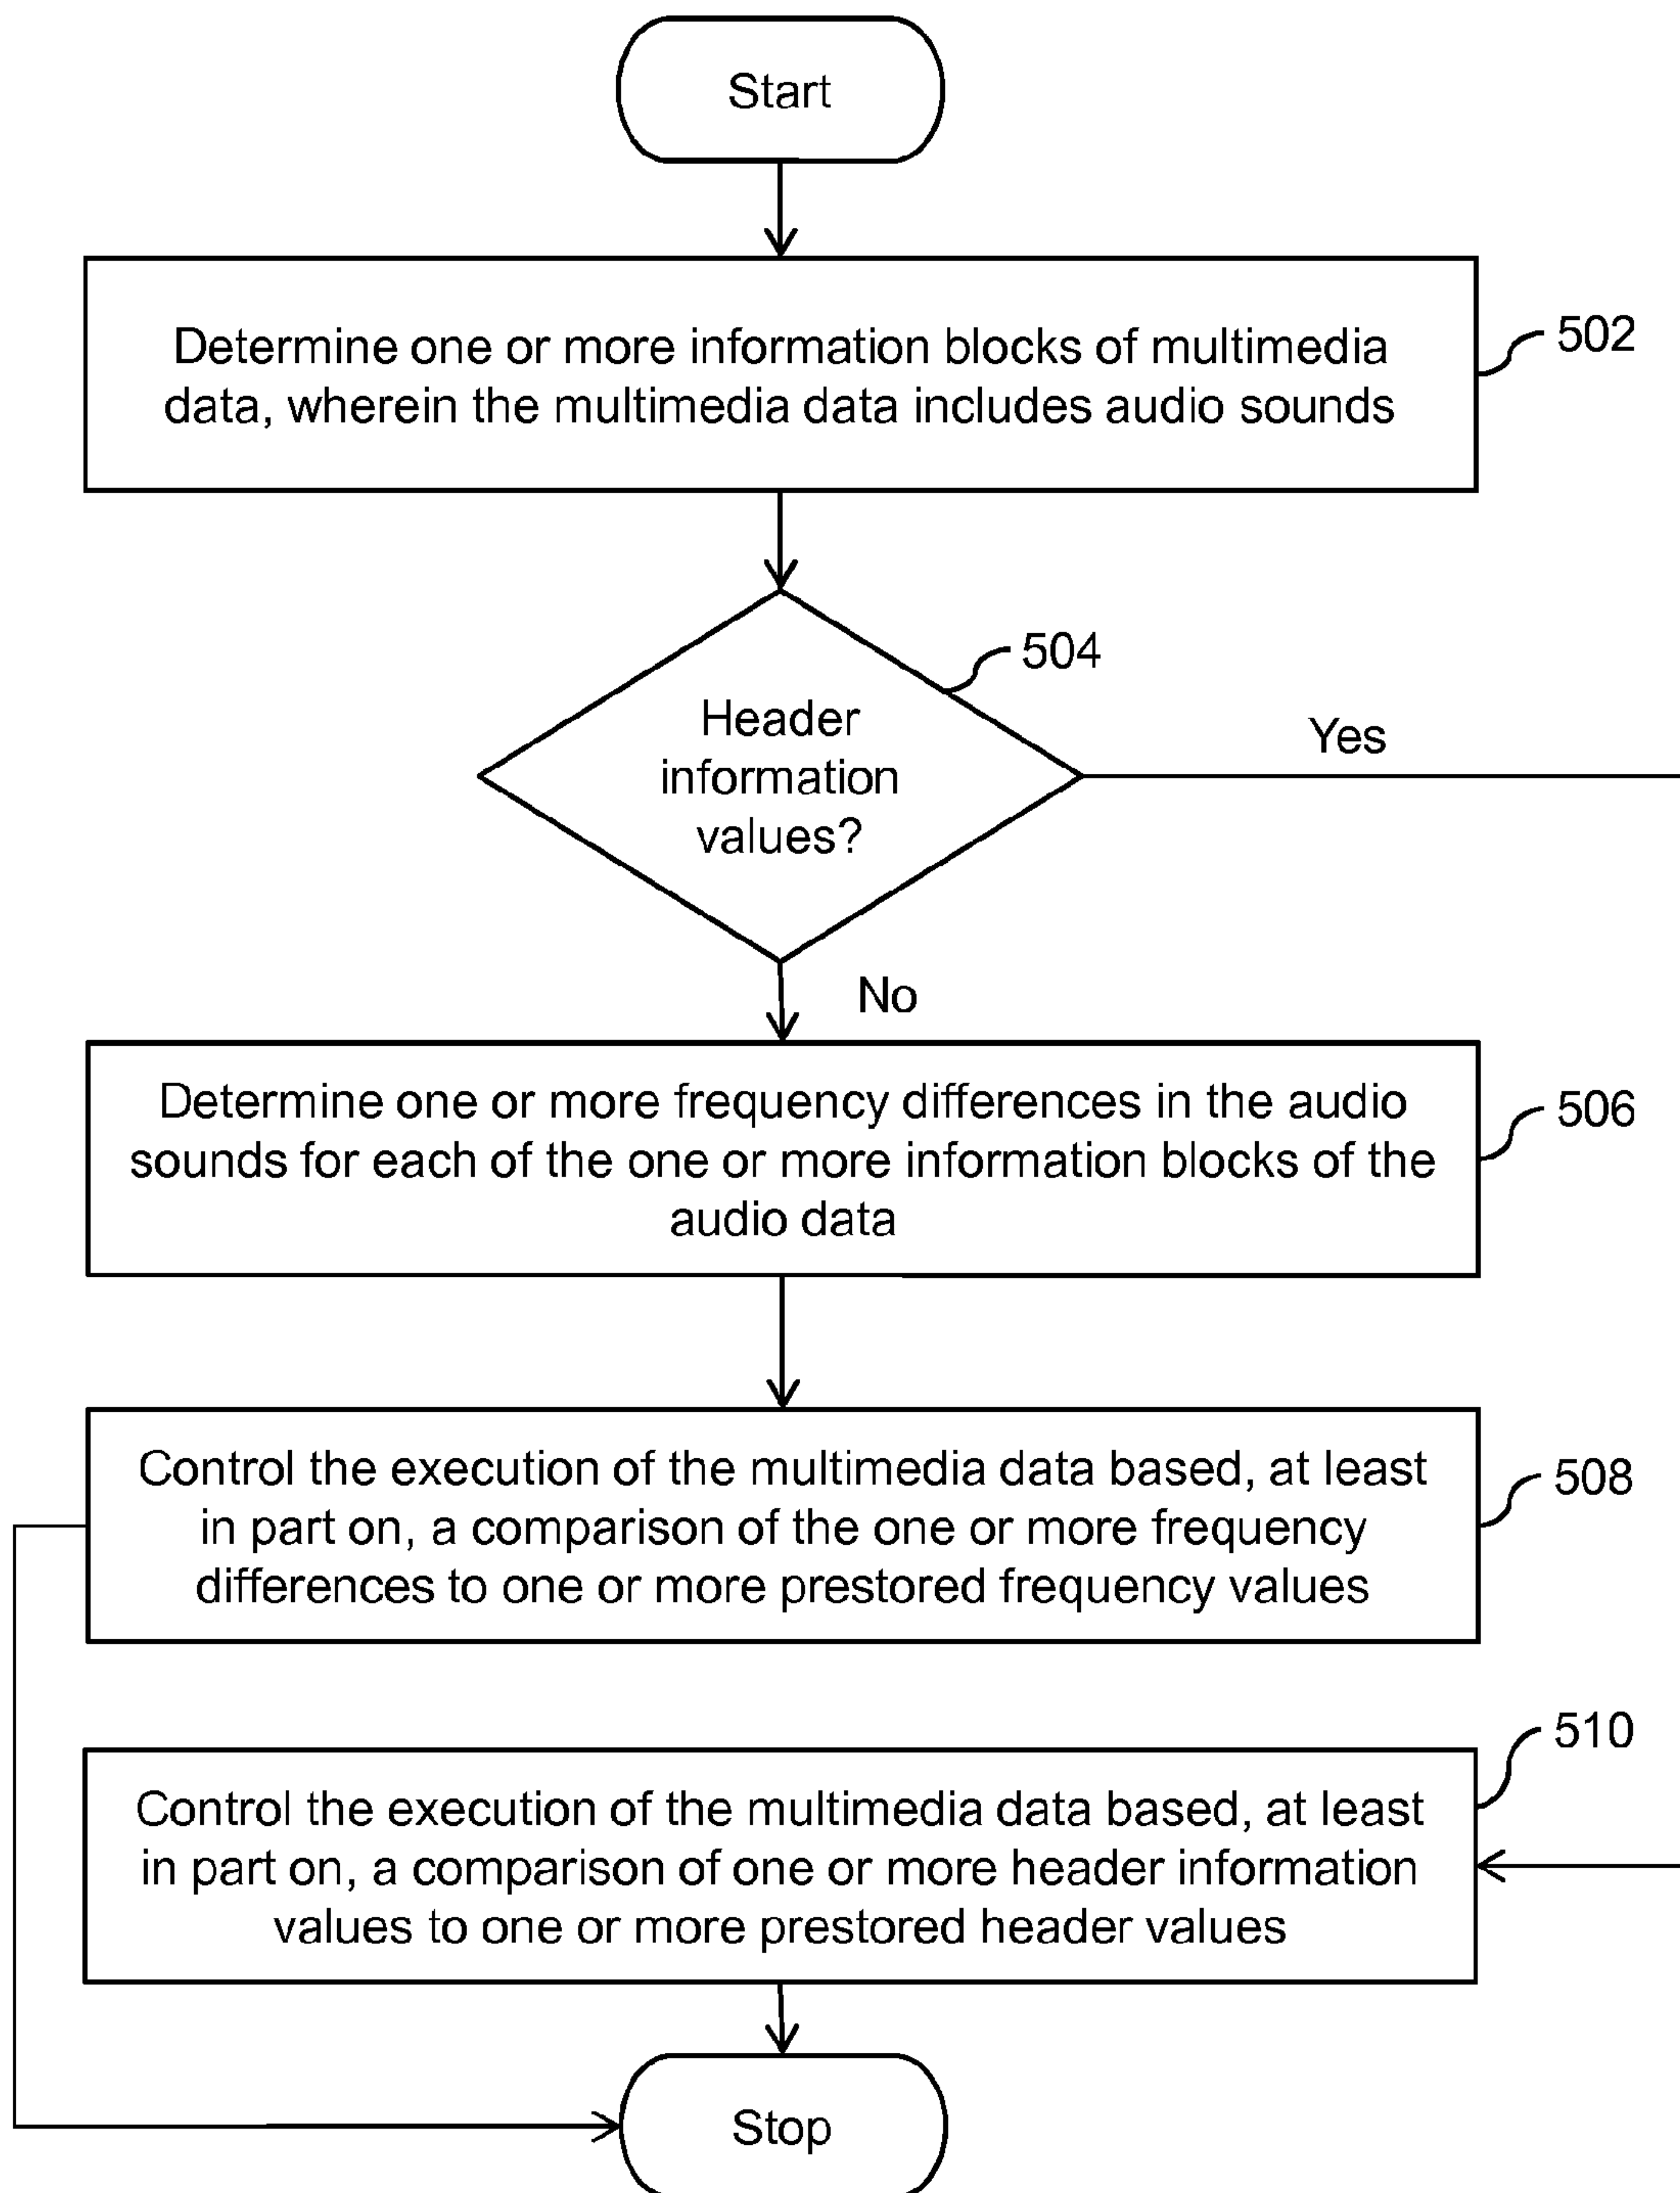 Start
Determine one or more information blocks of multimedia
data, wherein the multimedia data includes audio sounds
502
504
Header
information
values?
Yes
No
Determine one or more frequency differences in the audio
sounds for each of the one or more information blocks of the
audio data
506
Control the execution of the multimedia data based, at least
in part on, a comparison of the one or more frequency
differences to one or more prestored frequency values
508
510
Control the execution of the multimedia data based, at least
in part on, a comparison of one or more header information
values to one or more prestored header values
Stop